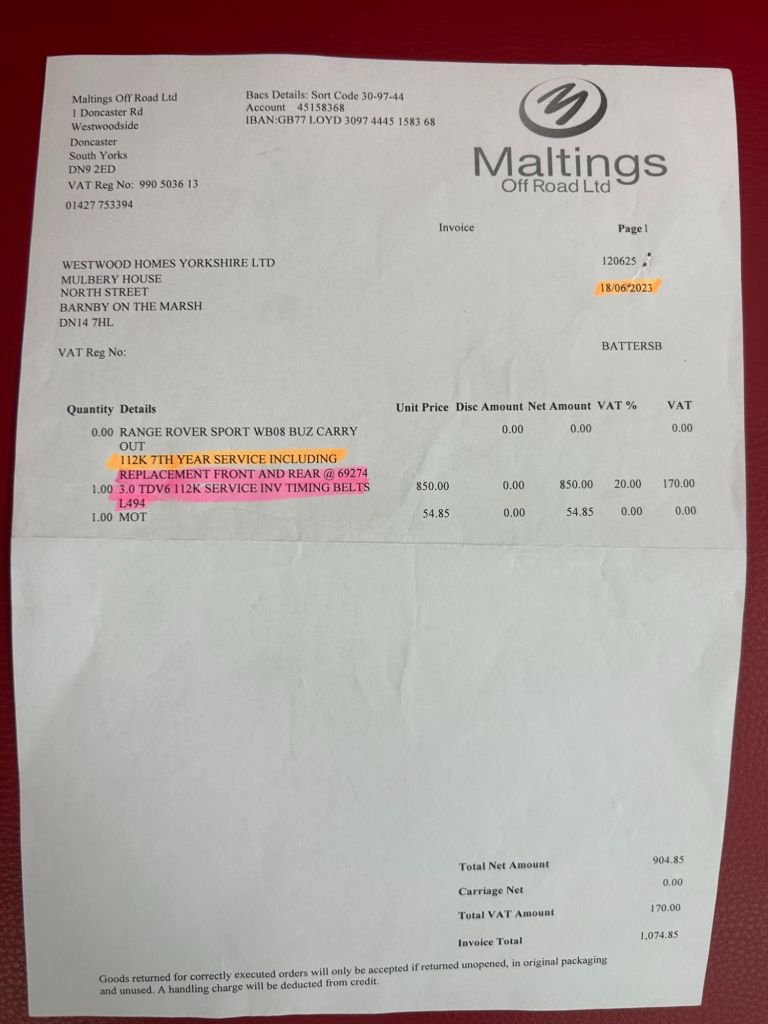 Maltings Off Road Ltd
1 Doncaster Rd
Westwoodside
Doncaster
South Yorks
DN9 2ED
VAT Reg No: 990 5036 13
01427 753394
Bacs Details: Sort Code 30-97-44
Account 45158368
IBAN:GB77 LOYD 3097 4445 1583 68
Maltings
Off Road Ltd
Invoice Page 1
WESTWOOD HOMES YORKSHIRE LTD
MULBERY HOUSE
NORTH STREET
BARNBY ON THE MARSH
DN14 7HL
VAT Reg No:
120625
18/06/2023
BATTERSB
Quantity Details Unit Price Disc Amount Net Amount VAT % VAT
0.00 RANGE ROVER SPORT WB08 BUZ CARRY 0.00 0.00 0.00
OUT
112K 7TH YEAR SERVICE INCLUDING
REPLACEMENT FRONT AND REAR @ 69274
1.00 3.0 TDV6 112K SERVICE INV TIMING BELTS 850.00 0.00 850.00 20.00 170.00
L494
1.00 MOT 54.85 0.00 54.85 0.00 0.00
Total Net Amount 904.85
Carriage Net 0.00
Total VAT Amount 170.00
Invoice Total 1,074.85
Goods returned for correctly executed orders will only be accepted if returned unopened, in original packaging
and unused. A handling charge will be deducted from credit.